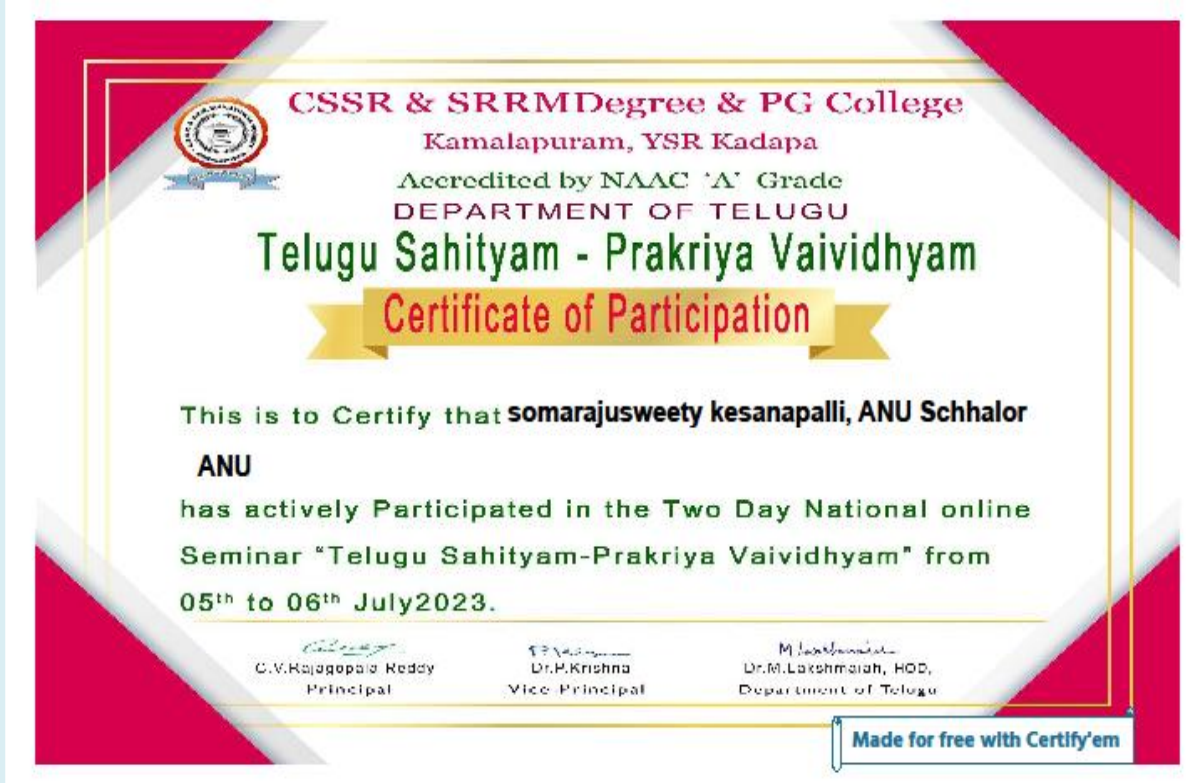 CSSR & SRRMDegree & PG College
Kamalapuram, YSR Kadapa
Accredited by NAAC 'A' Grade
DEPARTMENT OF TELUGU
Telugu Sahityam - Prakriya Vaividhyam
Certificate of Participation
This is to Certify that somarajusweety kesanapalli, ANU Schhalor
ANU
has actively Participated in the Two Day National online
Seminar “Telugu Sahityam-Prakriya Vaividhyam” from
05th to 06th July2023.
C.V.Rajagopala Reddy
Principal
Dr.P.Krishna
Vice-Principal
Dr.M.Lakshmaiah, HOD,
Department of Telugu
Made for free with Certify'em